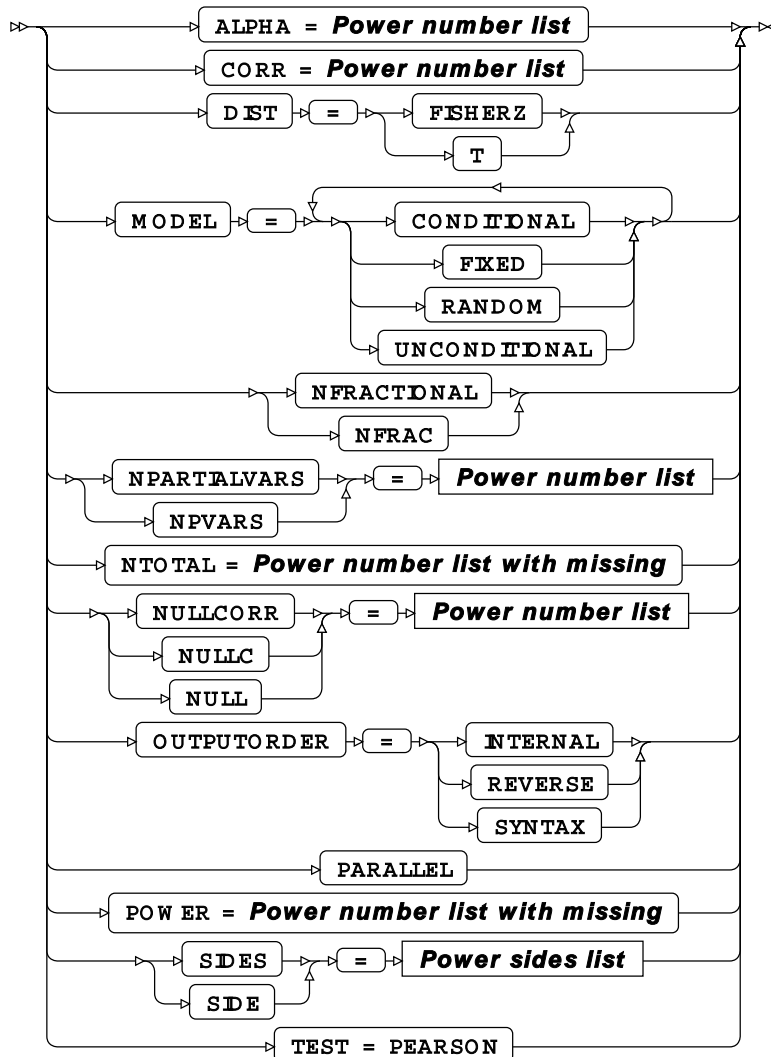 ALPHA = Power number list
CORR = Power number list
DIST = FISHERZ
T
MODEL = CONDITIONAL
FIXED
RANDOM
UNCONDITIONAL
NFRACTIONAL
NFRAC
NPARTIALVARS = Power number list
NPVARS
NTOTAL = Power number list with missing
NULLCORR = Power number list
NULLC
NULL
OUTPUTORDER = INTERNAL
REVERSE
SYNTAX
PARALLEL
POWER = Power number list with missing
SIDES = Power sides list
SIDE
TEST = PEARSON